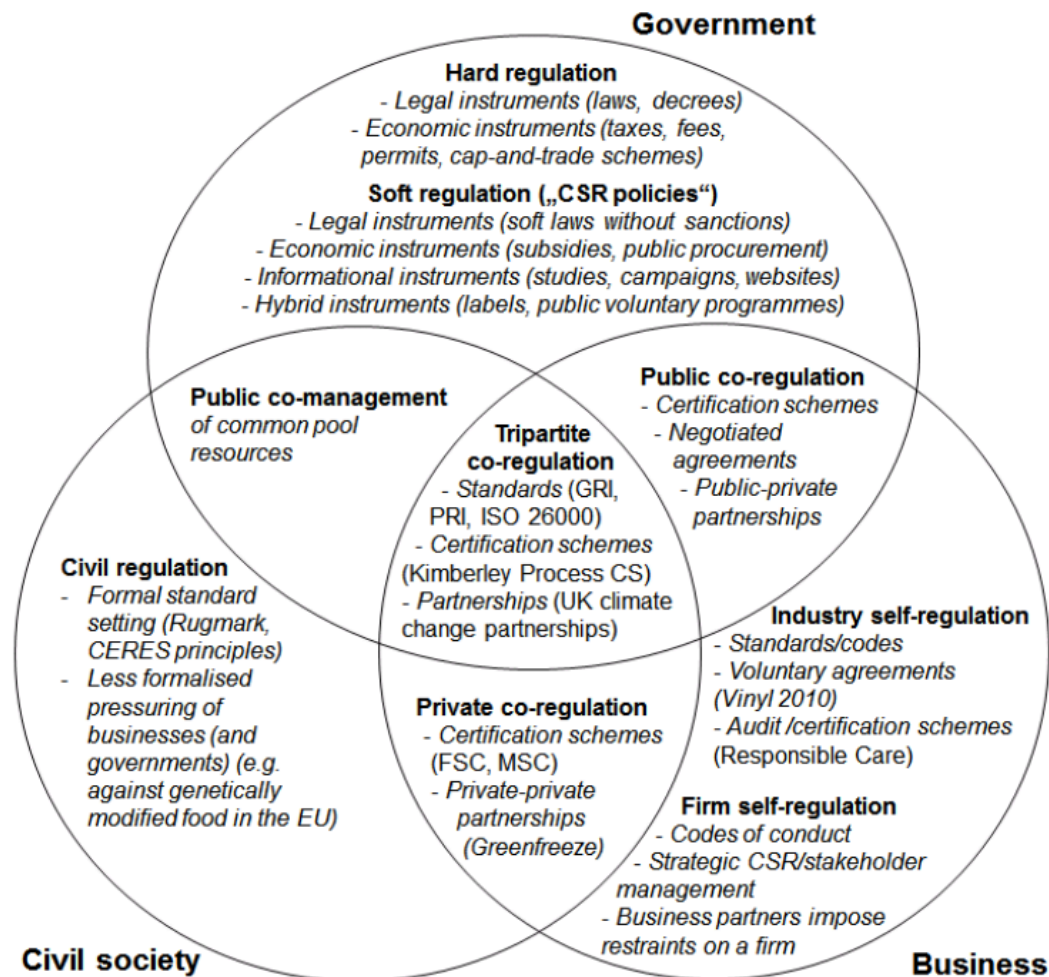 Government
Hard regulation
- Legal instruments (laws, decrees)
- Economic instruments (taxes, fees,
permits, cap-and-trade schemes)
Soft regulation („CSR policies“)
- Legal instruments (soft laws without sanctions)
- Economic instruments (subsidies, public procurement)
- Informational instruments (studies, campaigns, websites)
- Hybrid instruments (labels, public voluntary programmes)
Public co-management
of common pool
resources
Public co-regulation
- Certification schemes
- Negotiated
agreements
- Public-private
partnerships
Tripartite
co-regulation
- Standards (GRI,
PRI, ISO 26000)
- Certification schemes
(Kimberley Process CS)
- Partnerships (UK climate
change partnerships)
Civil regulation
- Formal standard
setting (Rugmark,
CERES principles)
- Less formalised
pressuring of
businesses (and
governments) (e.g.
against genetically
modified food in the EU)
Industry self-regulation
- Standards/codes
- Voluntary agreements
(Vinyl 2010)
- Audit /certification schemes
(Responsible Care)
Private co-regulation
- Certification schemes
(FSC, MSC)
- Private-private
partnerships
(Greenfreeze)
Firm self-regulation
- Codes of conduct
- Strategic CSR/stakeholder
management
- Business partners impose
restraints on a firm
Civil society
Business